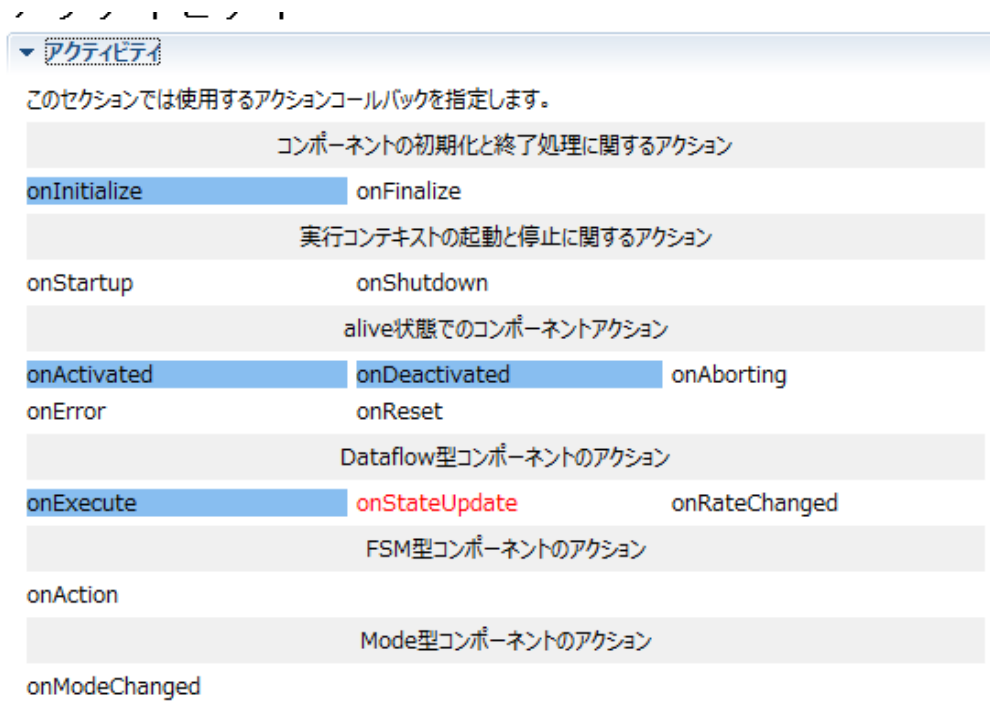 アクティビティ
このセクションでは使用するアクションコールバックを指定します。
コンポーネントの初期化と終了処理に関するアクション
onInitialize onFinalize
実行コンテキストの起動と停止に関するアクション
onStartup onShutdown
alive状態でのコンポーネントアクション
onActivated onDeactivated onAborting
onError onReset
Dataflow型コンポーネントのアクション
onExecute onStateUpdate onRateChanged
FSM型コンポーネントのアクション
onAction
Mode型コンポーネントのアクション
onModeChanged